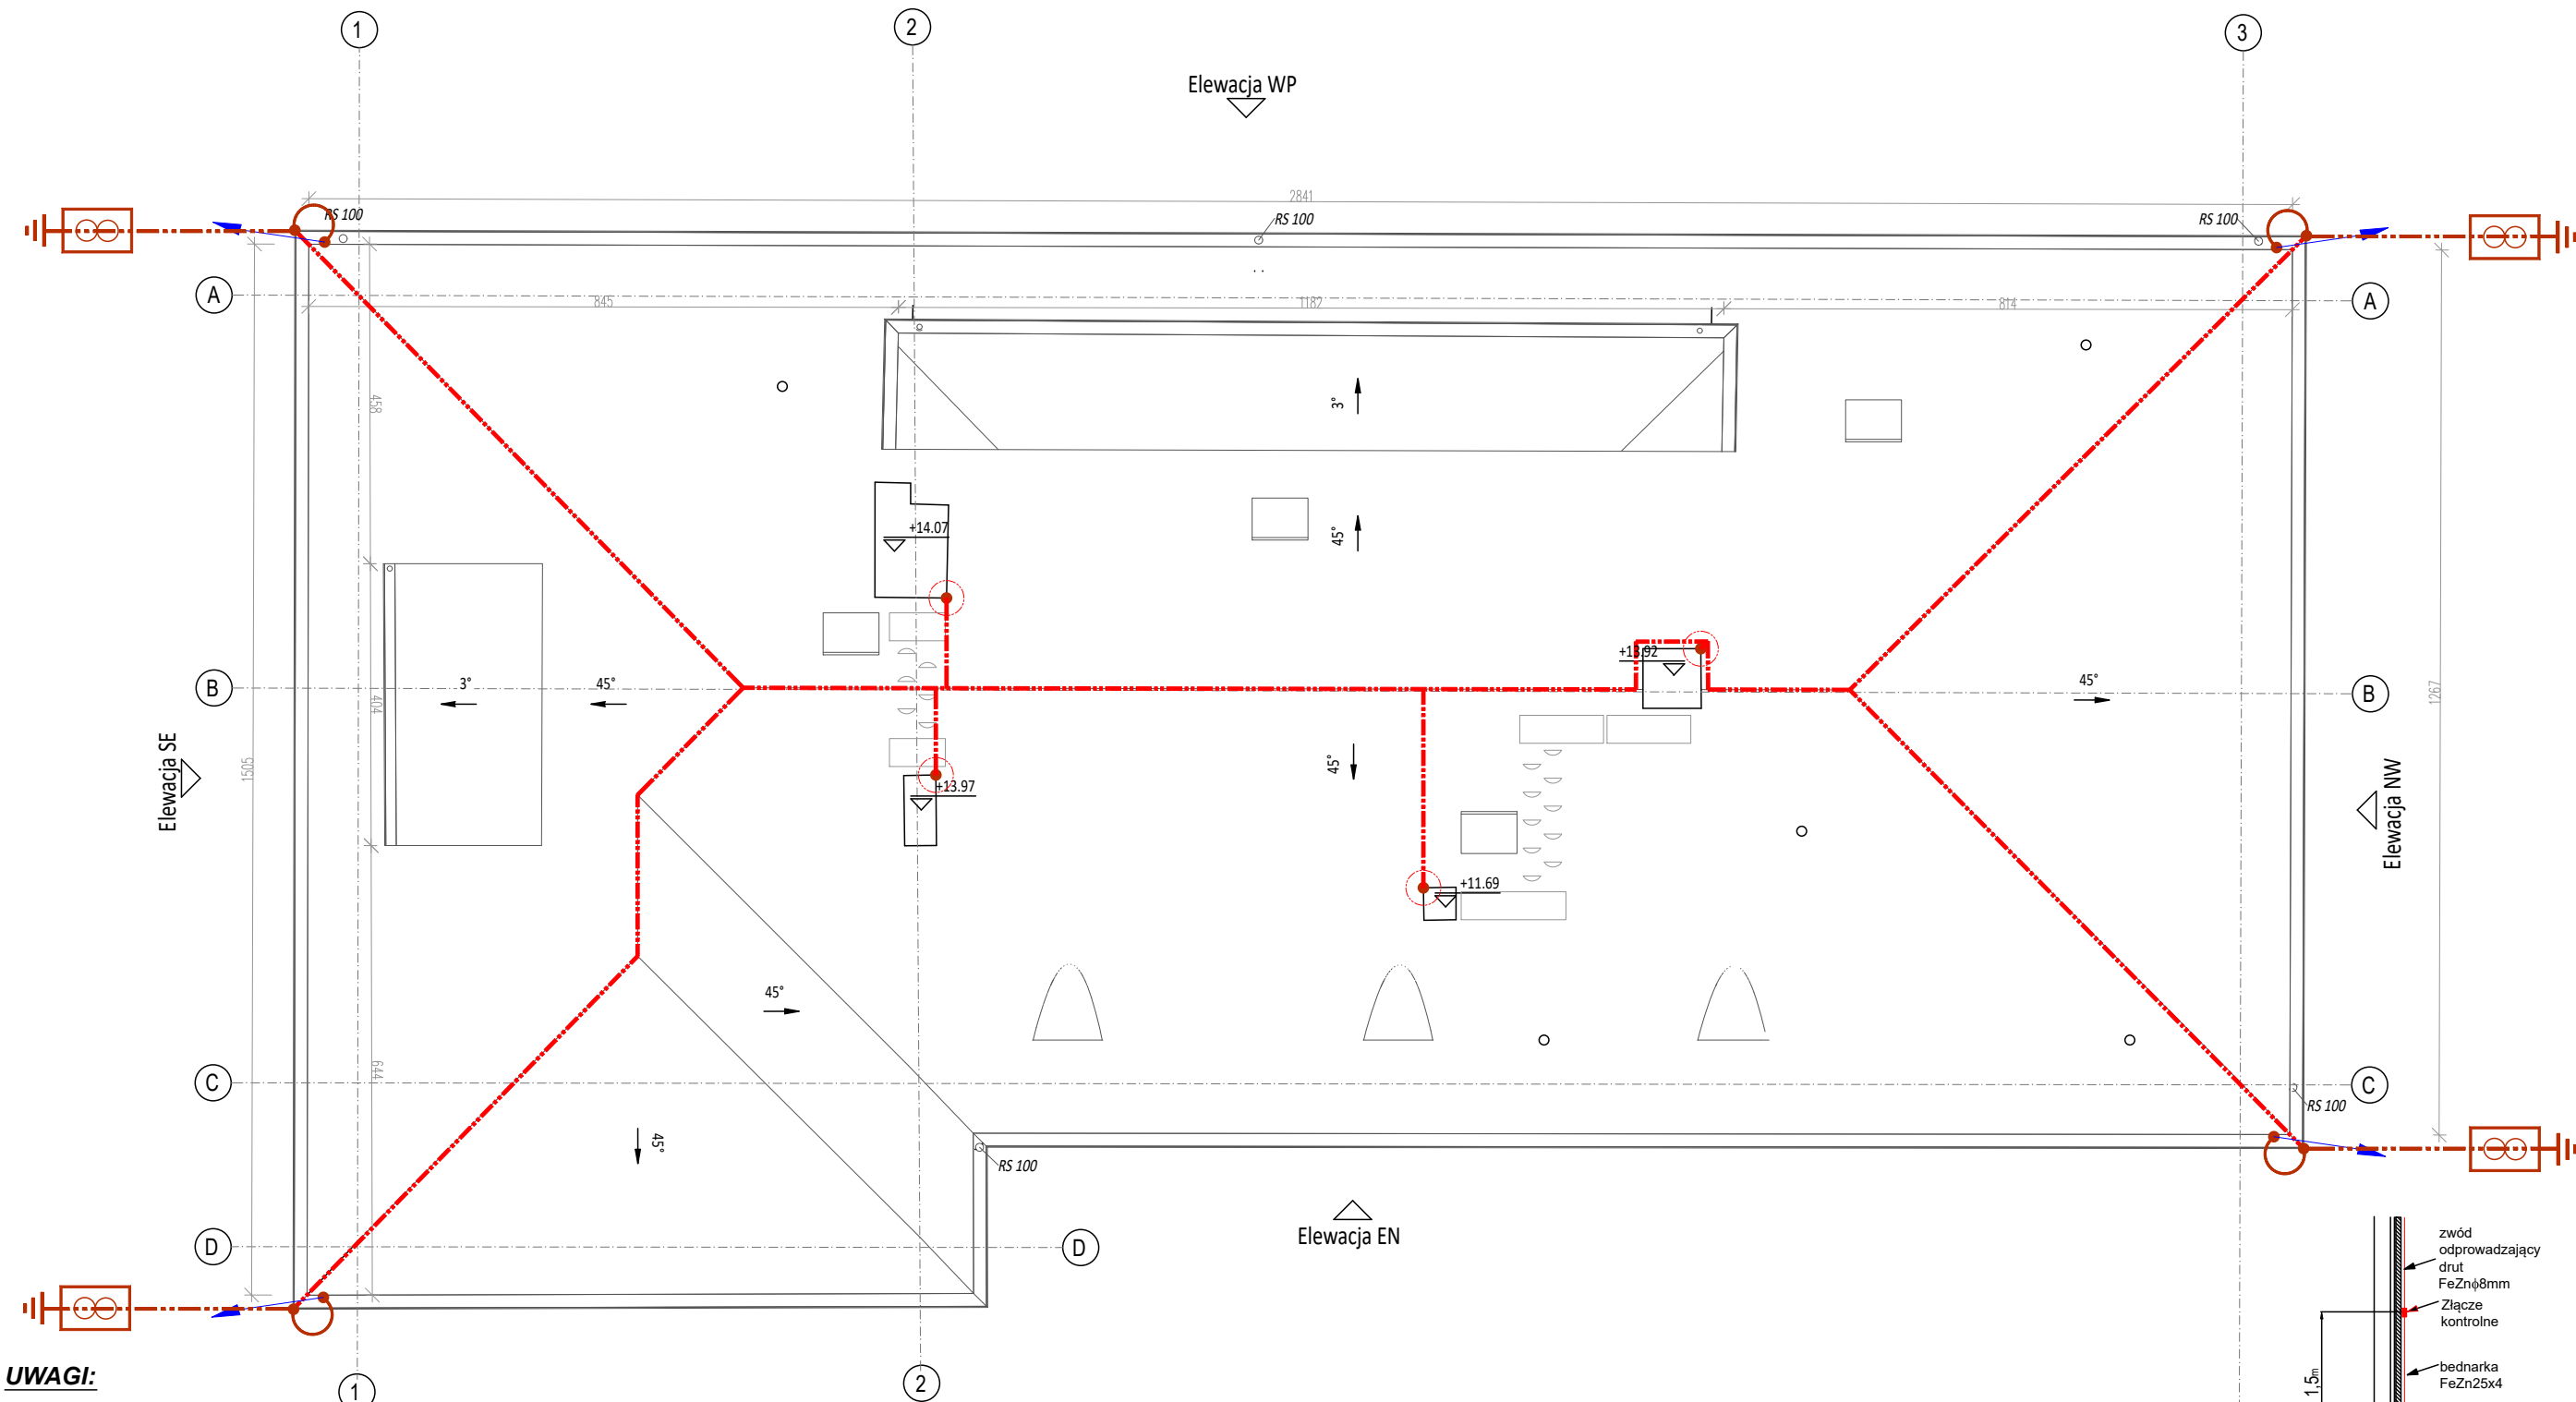 1
2
3
Elewacja WP
2841
RS 100
RS 100
RS 100
A
845
1182
814
A
458
3°
+14.07
45°
+13.92
B
3°
45°
45°
B
404
1267
Elewacja SE
1505
45°
+13.97
Elewacja NW
+11.69
45°
C
644
C
RS 100
45°
RS 100
D
D
Elewacja EN
zwód
odprowadzający
drut
FeZnϕ8mm
Złącze
kontrolne
bednarka
FeZn25x4
1,5m
UWAGI:
1
2